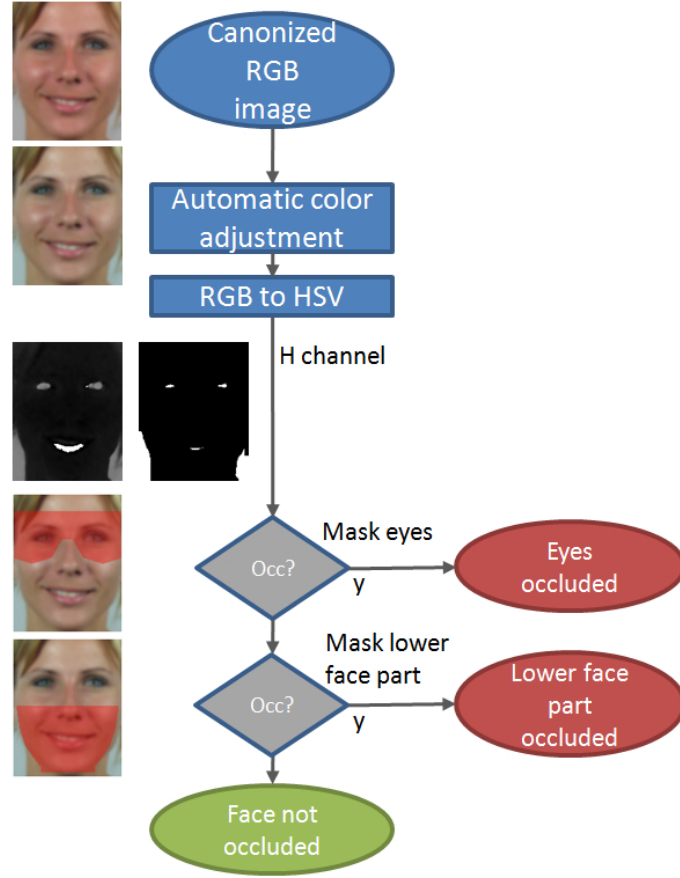 Canonized
RGB
image
Automatic color
adjustment
RGB to HSV
H channel
Mask eyes
Occ?
y
Eyes
occluded
Mask lower
face part
Occ?
y
Lower face
part
occluded
Face not
occluded